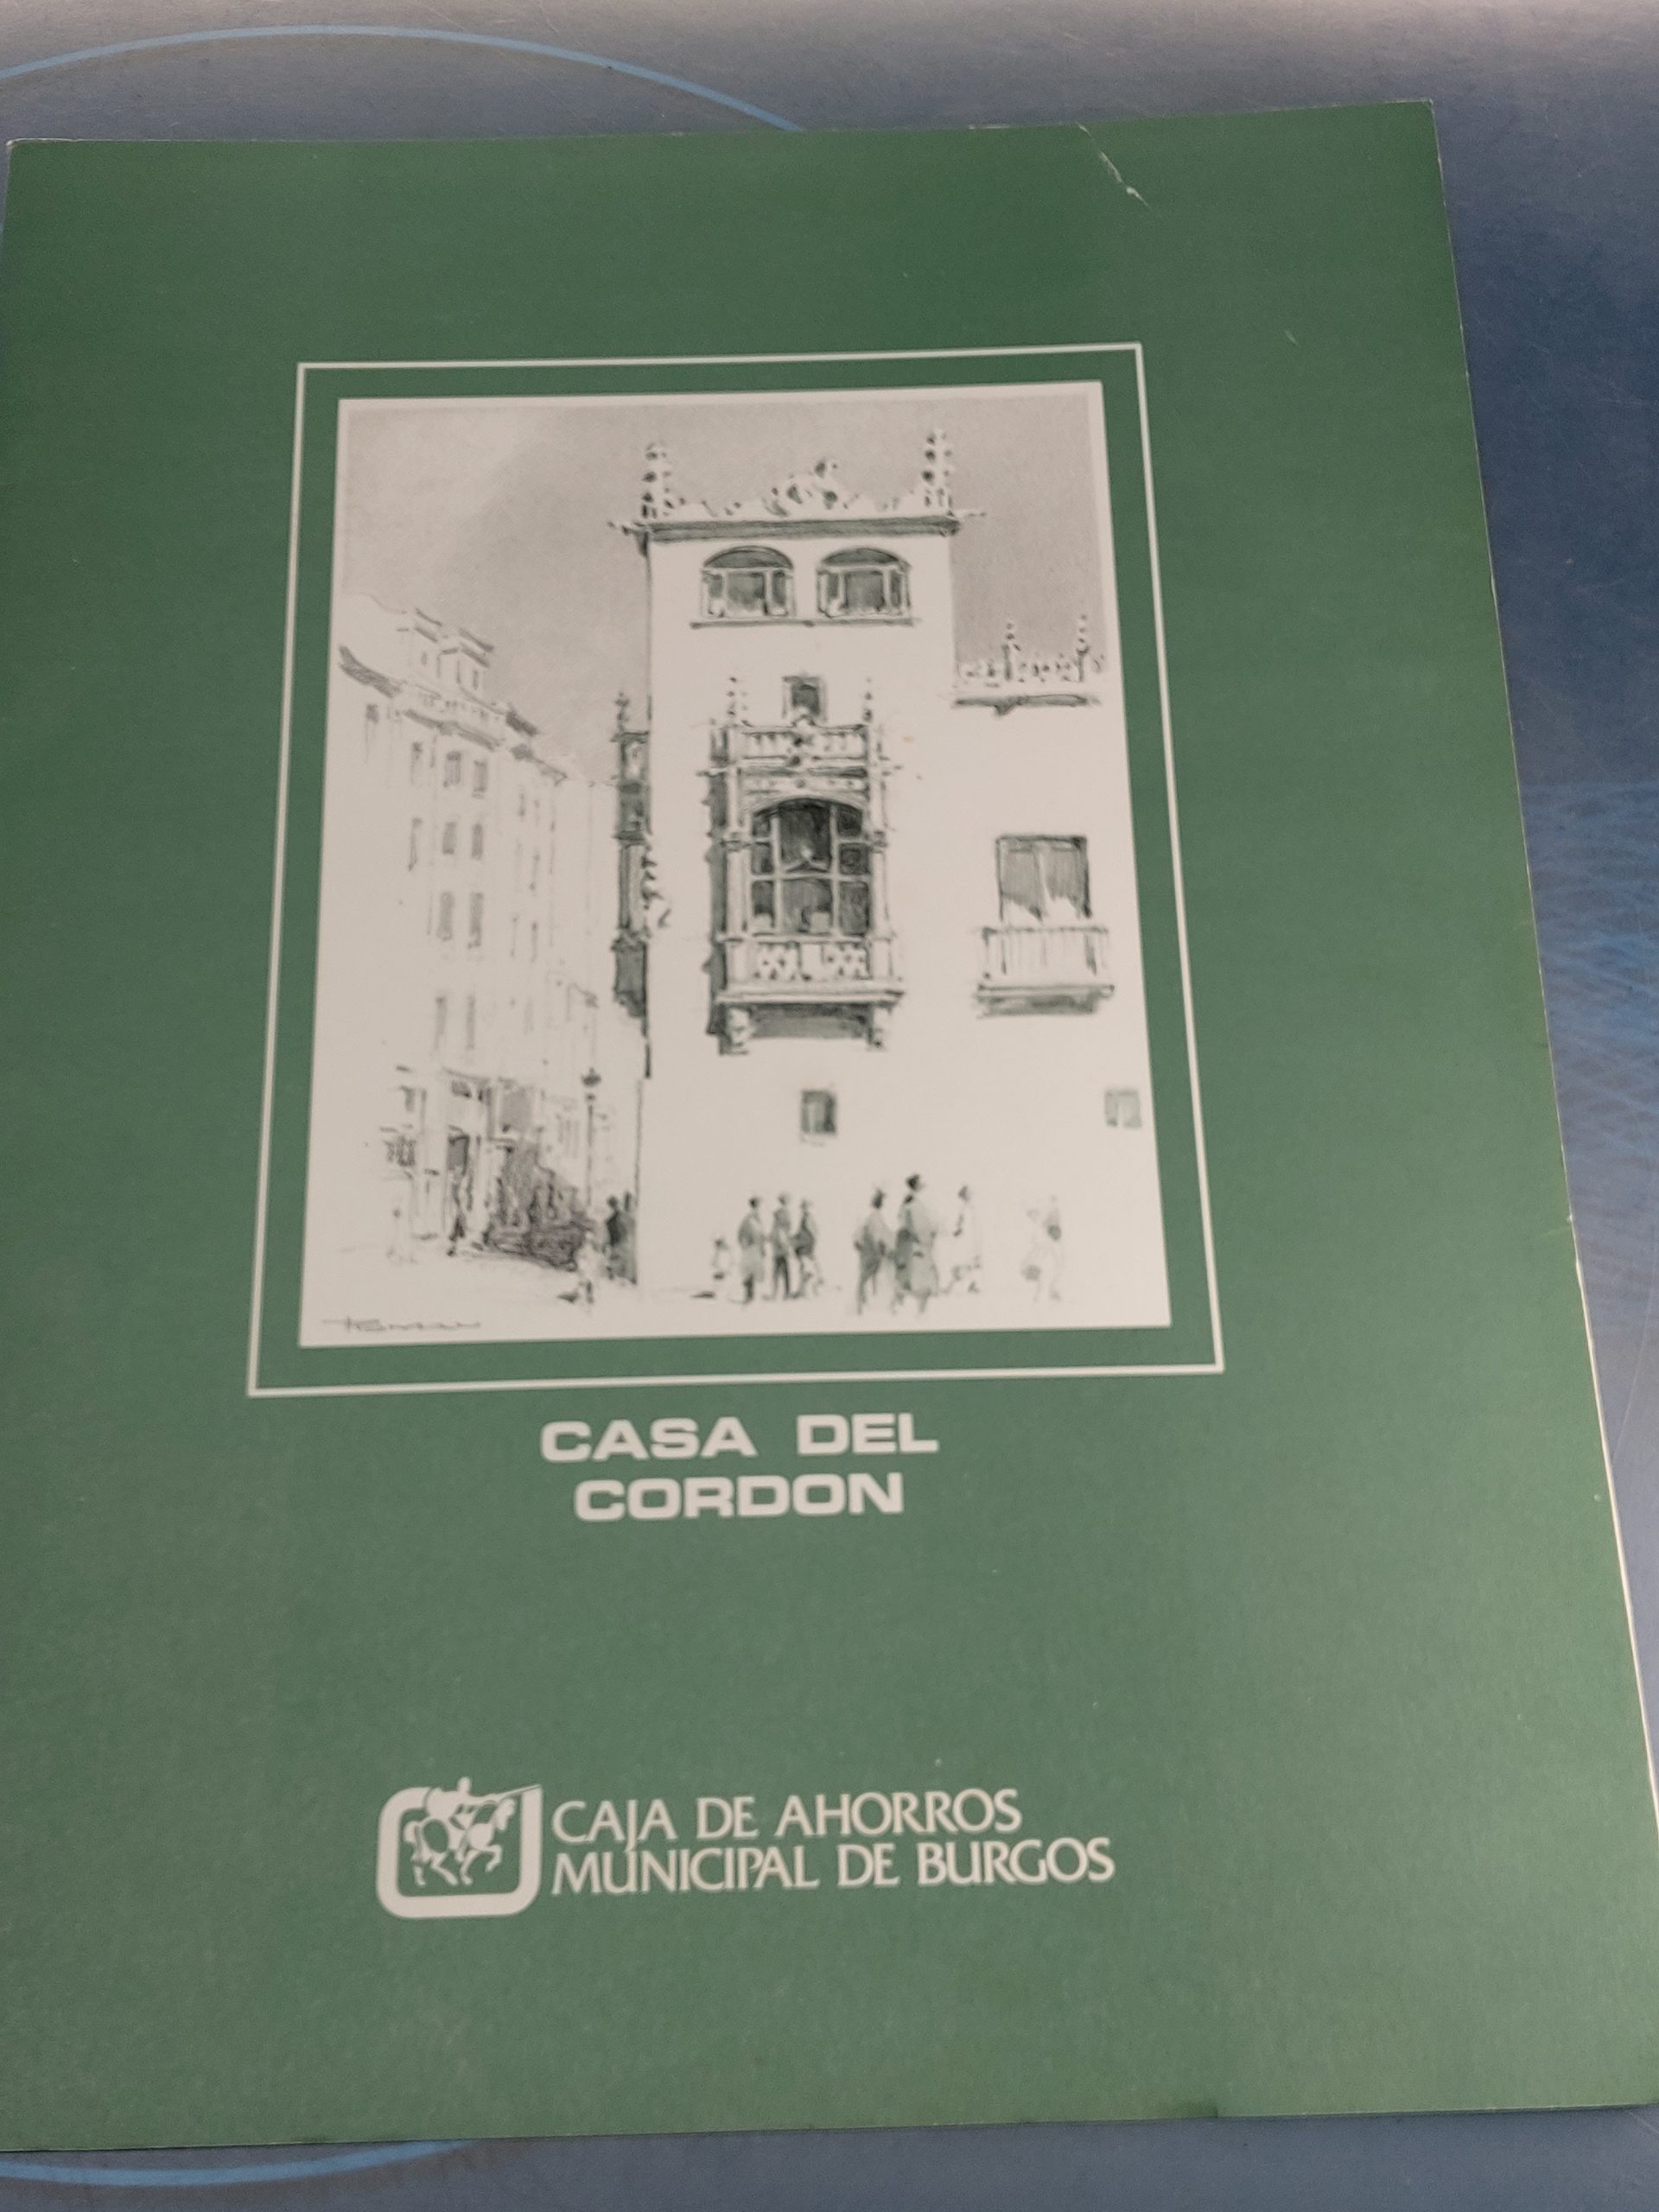 CASA DEL
CORDON
CAJA DE AHORROS
MUNICIPAL DE BURGOS